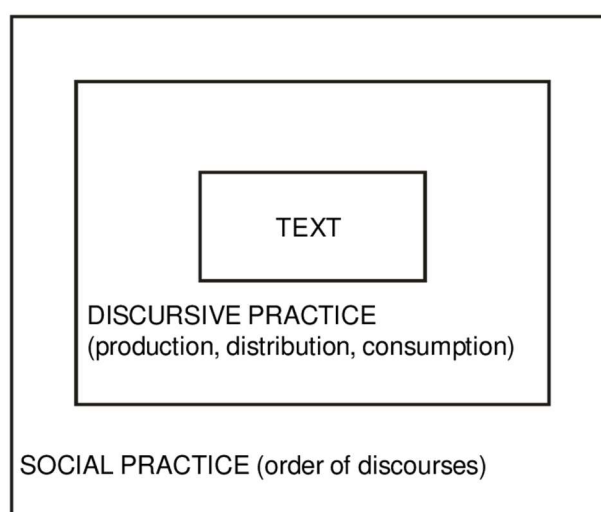 TEXT
DISCURSIVE PRACTICE
(production, distribution, consumption)
SOCIAL PRACTICE (order of discourses)